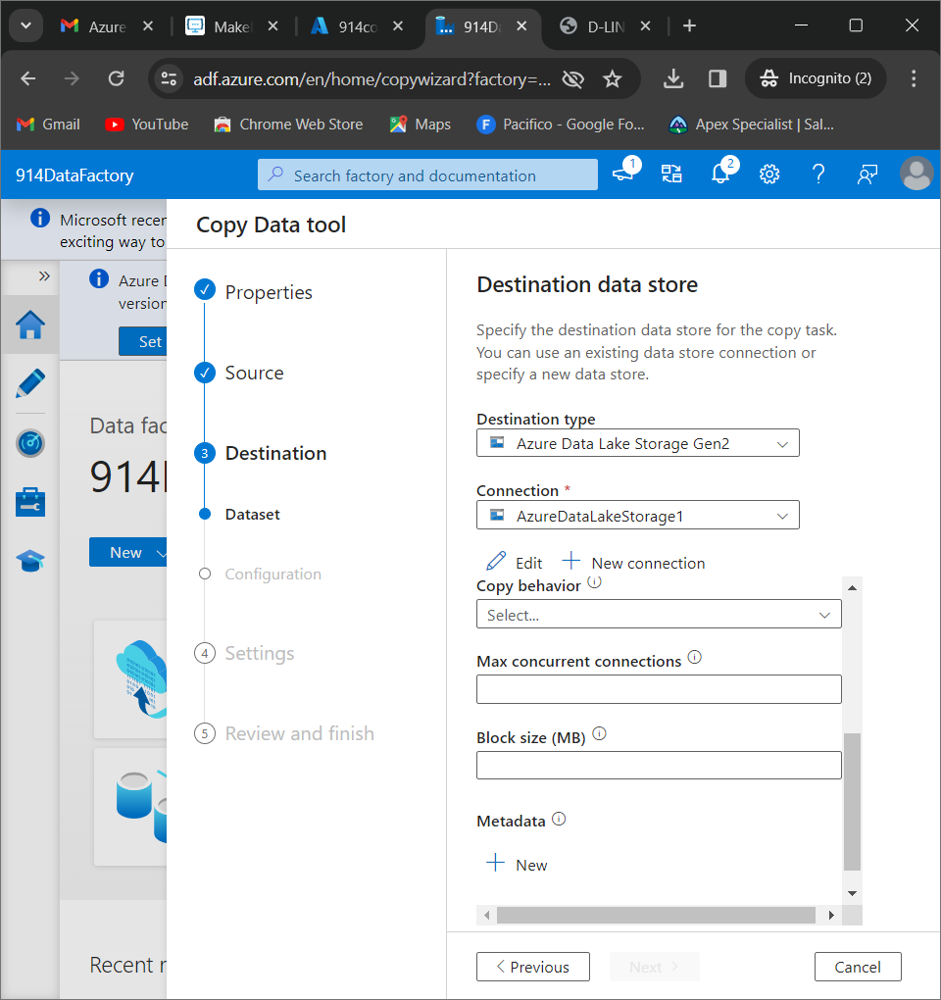 Azure
Make
914co
914Da
D-LIN
adf.azure.com/en/home/copywizard?factory=...
Incognito (2)
Gmail
YouTube
Chrome Web Store
Maps
Pacifico - Google Fo...
Apex Specialist | Sal...
914DataFactory
Search factory and documentation
1
2
Microsoft recen
exciting way to
Azure D
version
Set
Data fac
914
New
Recent r
Copy Data tool
Properties
Source
3 Destination
Dataset
Configuration
4 Settings
5 Review and finish
Destination data store
Specify the destination data store for the copy task.
You can use an existing data store connection or
specify a new data store.
Destination type
Azure Data Lake Storage Gen2
Connection *
AzureDataLakeStorage1
Edit
New connection
Copy behavior
Select...
Max concurrent connections
Block size (MB)
Metadata
New
Previous
Next
Cancel